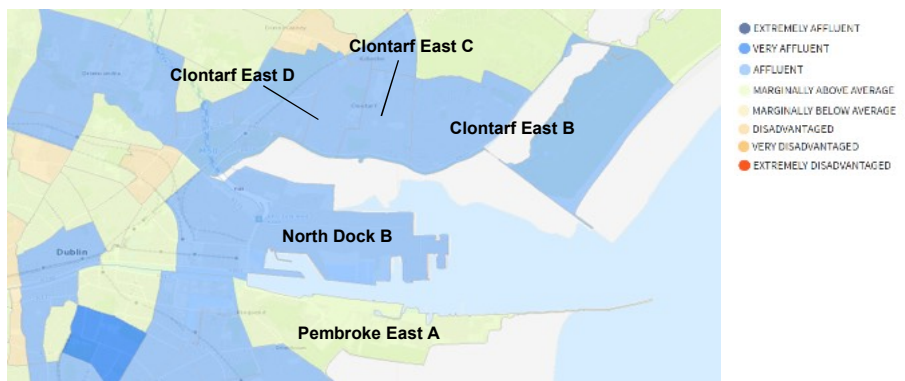 Clontarf East C
Clontarf East D
Clontarf East B
North Dock B
Dublin
Pembroke East A
EXTREMELY AFFLUENT
VERY AFFLUENT
AFFLUENT
MARGINALLY ABOVE AVERAGE
MARGINALLY BELOW AVERAGE
DISADVANTAGED
VERY DISADVANTAGED
EXTREMELY DISADVANTAGED